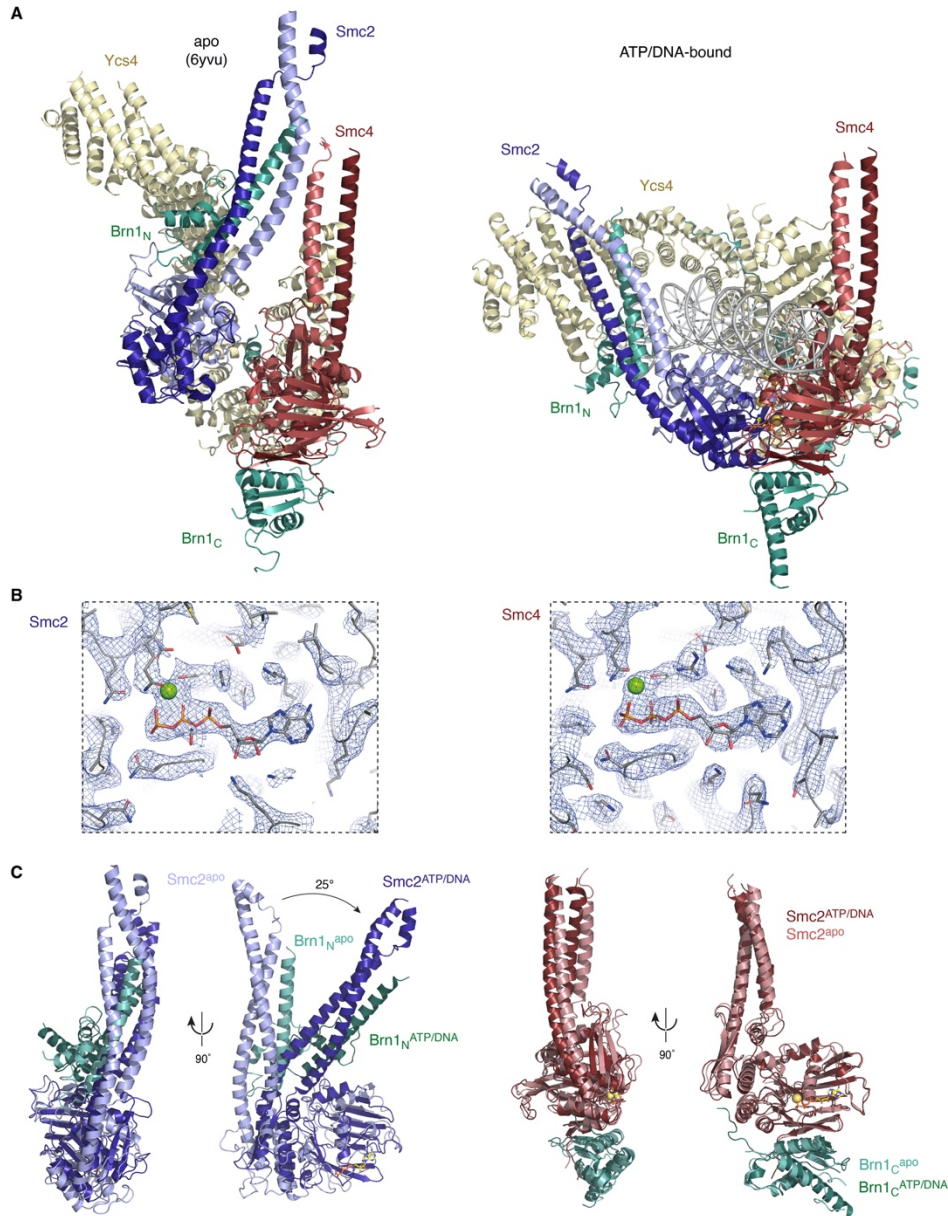 A
apo
(6yvu)
Smc2
Ycs4
Smc4
Brn1N
Brn1C
ATP/DNA-bound
Smc4
Smc2
Ycs4
Brn1N
Brn1C
B
Smc2
Smc4
C
Smc2apo
25°
Smc2ATP/DNA
Brn1Napo
Brn1NATP/DNA
90°
Smc2ATP/DNA
Smc2apo
90°
Brn1Capo
Brn1CATP/DNA